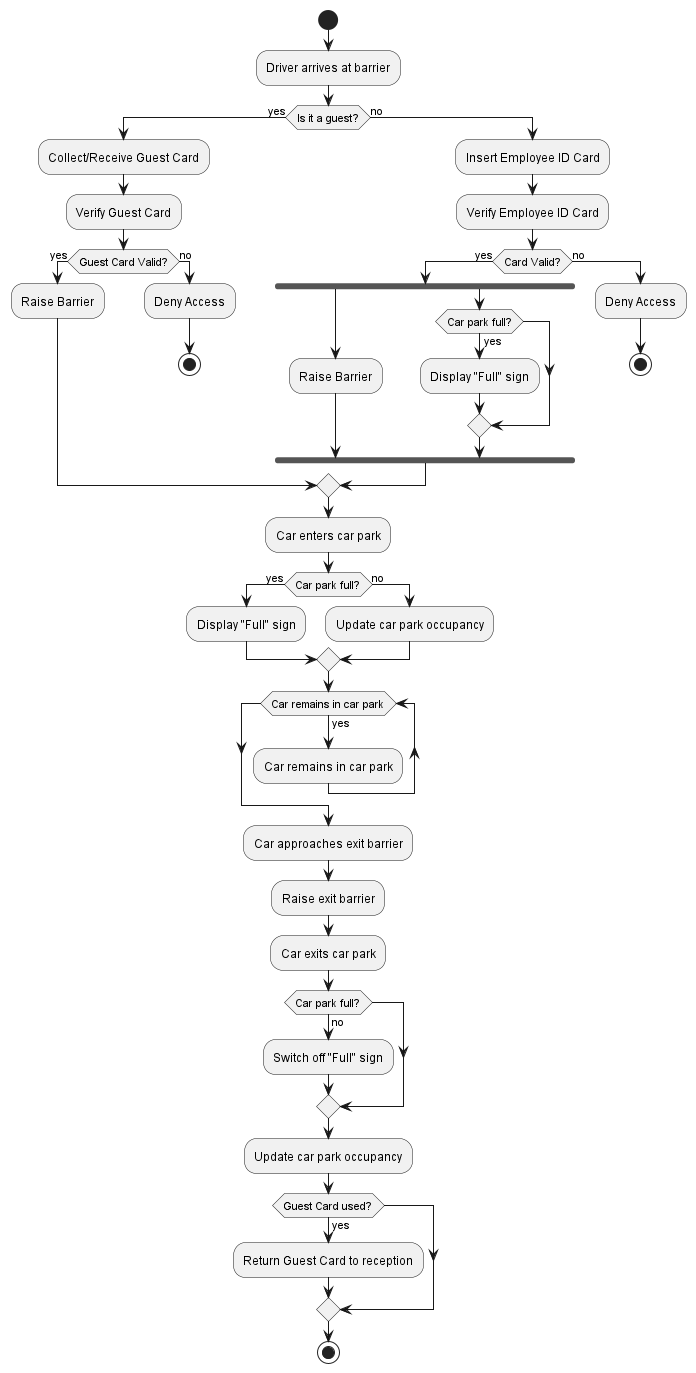 Driver arrives at barrier
yes
Is it a guest?
no
Collect/Receive Guest Card
Insert Employee ID Card
Verify Guest Card
Verify Employee ID Card
yes
Guest Card Valid?
no
yes
Card Valid?
no
Raise Barrier
Deny Access
Car park full?
yes
Deny Access
Raise Barrier
Display "Full" sign
Car enters car park
yes
Car park full?
no
Display "Full" sign
Update car park occupancy
Car remains in car park
yes
Car remains in car park
Car approaches exit barrier
Raise exit barrier
Car exits car park
Car park full?
no
Switch off "Full" sign
Update car park occupancy
Guest Card used?
yes
Return Guest Card to reception